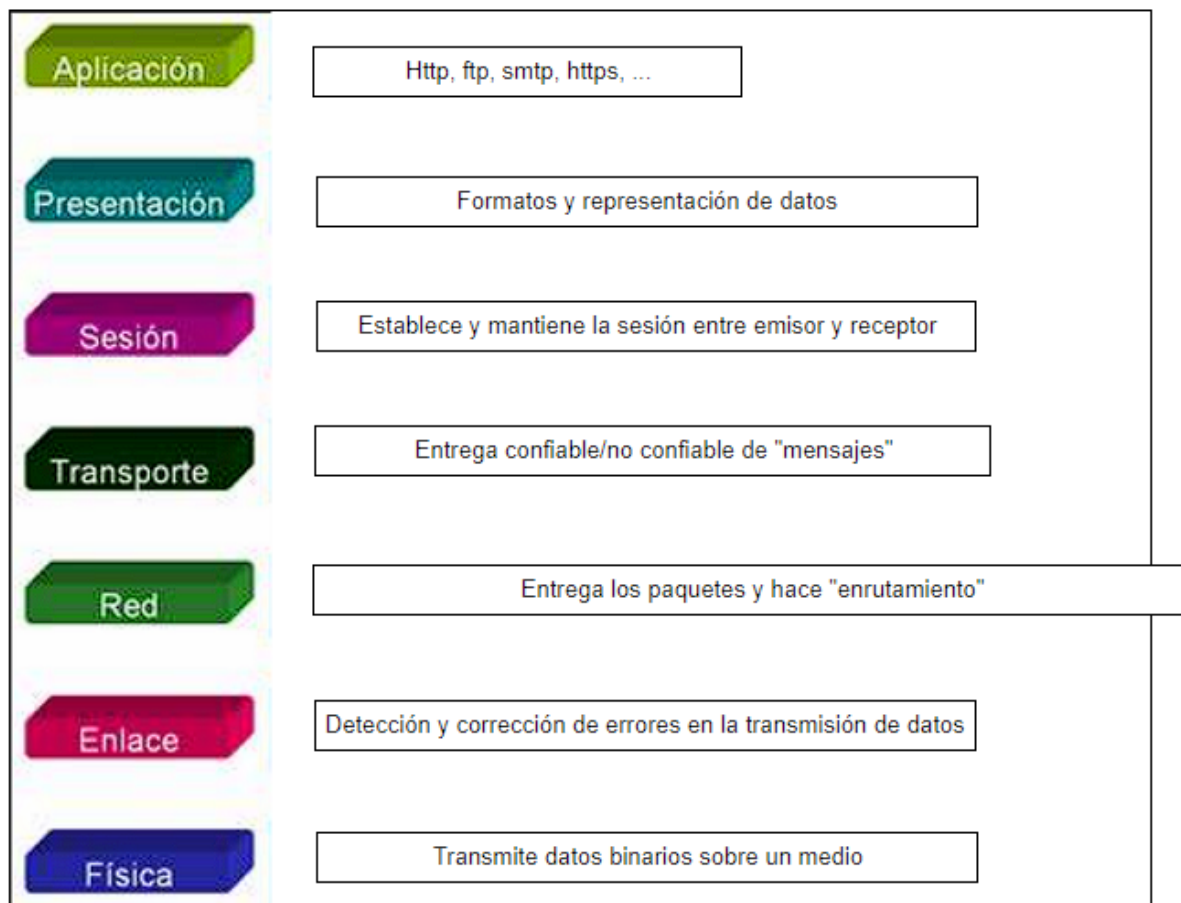 Aplicación
Http, ftp, smtp, https, ...
Presentación
Formatos y representación de datos
Sesión
Establece y mantiene la sesión entre emisor y receptor
Transporte
Entrega confiable/no confiable de "mensajes"
Red
Entrega los paquetes y hace "enrutamiento"
Enlace
Detección y corrección de errores en la transmisión de datos
Física
Transmite datos binarios sobre un medio